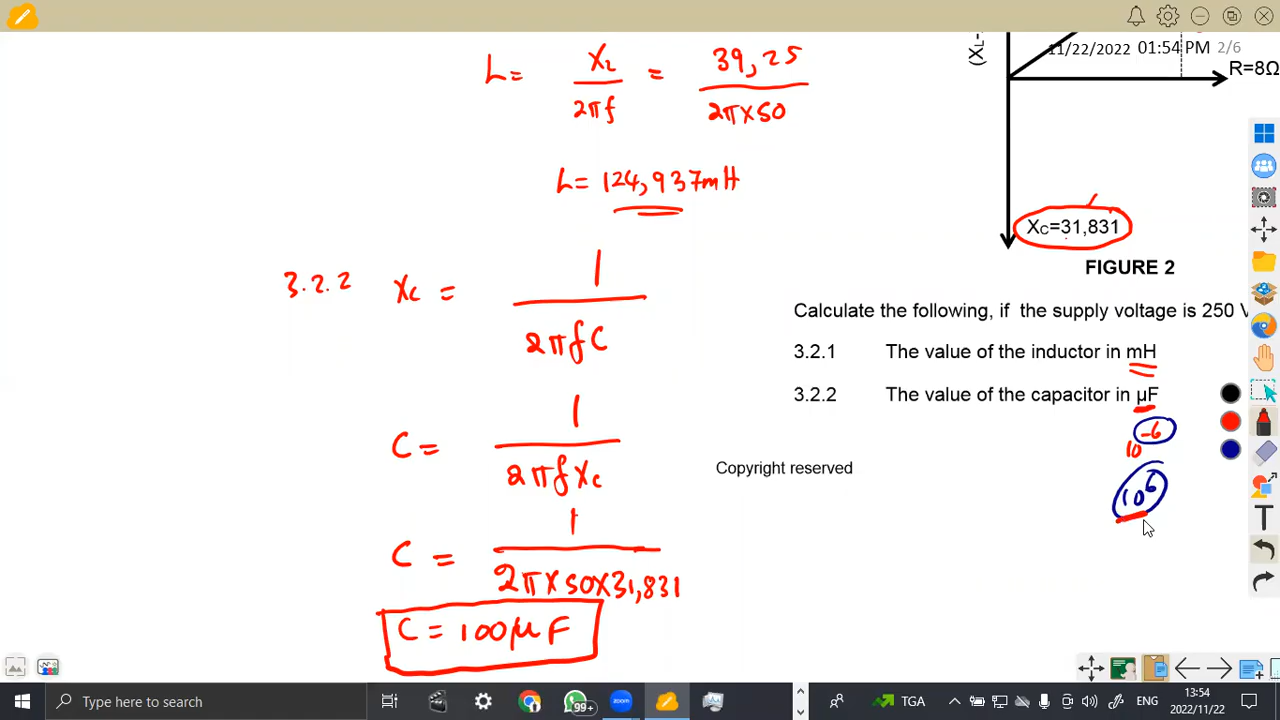 L = X₂ / 2πf = 39,25 / 2π×50
L = 124,937mH
3.2.2 Xc = 1 / 2πfC
C = 1 / 2πfXc
C = 1 / 2π×50×31,831
C = 100μF
(XL-
11/22/2022 01:54 PM 2/6
R=8Ω
XC=31,831
FIGURE 2
Calculate the following, if the supply voltage is 250 V
3.2.1 The value of the inductor in mH
3.2.2 The value of the capacitor in μF
10⁻⁶
10⁶
Copyright reserved
T
Type here to search
99+
zoom
TGA
ENG
13:54
2022/11/22